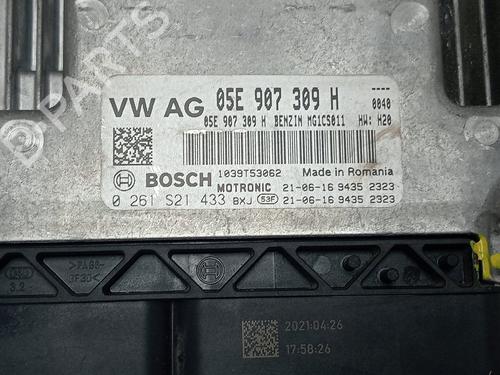 VW AG 05E 907 309 H ----
05E 907 309 H BENZIN MG1CS011 0040
HW: H20
BOSCH 1039T53062 Made in Romania
MOTRONIC 21-06-16 9435 2323
0 261 S21 433 BXJ 53F 21-06-16 9435 2323
3.2
2021:04:26
17:58:26
PARTS